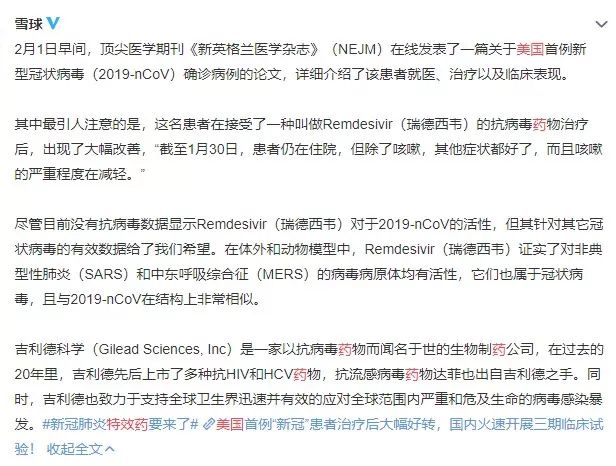 雪球
2月1日早间，顶尖医学期刊《新英格兰医学杂志》（NEJM）在线发表了一篇关于美国首例新
型冠状病毒（2019-nCoV）确诊病例的论文，详细介绍了该患者就医、治疗以及临床表现。
其中最引人注意的是，这名患者在接受了一种叫做Remdesivir（瑞德西韦）的抗病毒药物治疗
后，出现了大幅改善，“截至1月30日，患者仍在住院，但除了咳嗽，其他症状都好了，而且咳嗽
的严重程度在减轻。”
尽管目前没有抗病毒数据显示Remdesivir（瑞德西韦）对于2019-nCoV的活性，但其针对其它冠
状病毒的有效数据给了我们希望。在体外和动物模型中，Remdesivir（瑞德西韦）证实了对非典
型性肺炎（SARS）和中东呼吸综合征（MERS）的病毒病原体均有活性，它们也属于冠状病
毒，且与2019-nCoV在结构上非常相似。
吉利德科学（Gilead Sciences, Inc）是一家以抗病毒药物而闻名于世的生物制药公司，在过去的
20年里，吉利德先后上市了多种抗HIV和HCV药物，抗流感病毒药物达菲也出自吉利德之手。同
时，吉利德也致力于支持全球卫生界迅速并有效的应对全球范围内严重和危及生命的病毒感染暴
发。#新冠肺炎特效药要来了# 美国首例“新冠”患者治疗后大幅好转，国内火速开展三期临床试
验！ 收起全文